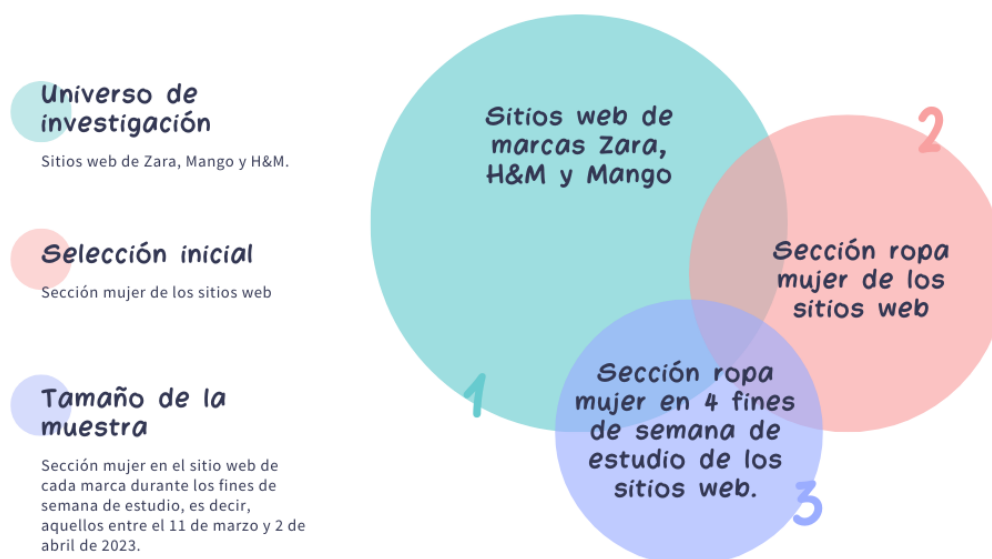 Universo de
investigación
Sitios web de Zara, Mango y H&M.
Selección inicial
Sección mujer de los sitios web
Tamaño de la
muestra
Sección mujer en el sitio web de
cada marca durante los fines de
semana de estudio, es decir,
aquellos entre el 11 de marzo y 2 de
abril de 2023.
Sitios web de
marcas Zara,
H&M y Mango
1
2
Sección ropa
mujer de los
sitios web
Sección ropa
mujer en 4 fines
de semana de
estudio de los
sitios web.
3